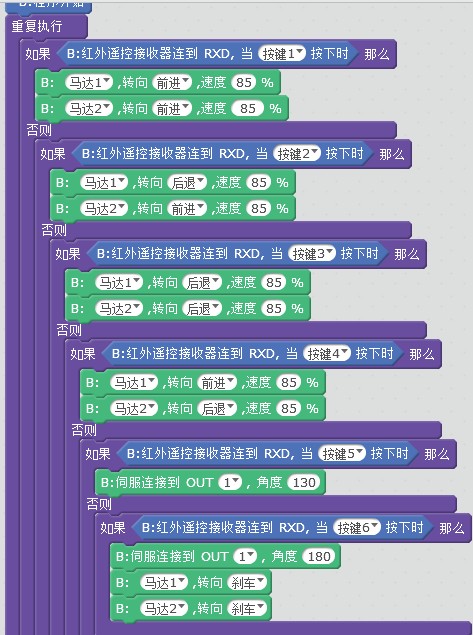 B:程序开始
重复执行
如果 B:红外遥控接收器连到 RXD, 当 按键1 按下时 那么
B: 马达1 ,转向 前进 ,速度 85 %
B: 马达2 ,转向 前进 ,速度 85 %
否则
如果 B:红外遥控接收器连到 RXD, 当 按键2 按下时 那么
B: 马达1 ,转向 后退 ,速度 85 %
B: 马达2 ,转向 前进 ,速度 85 %
否则
如果 B:红外遥控接收器连到 RXD, 当 按键3 按下时 那么
B: 马达1 ,转向 后退 ,速度 85 %
B: 马达2 ,转向 后退 ,速度 85 %
否则
如果 B:红外遥控接收器连到 RXD, 当 按键4 按下时 那么
B: 马达1 ,转向 前进 ,速度 85 %
B: 马达2 ,转向 后退 ,速度 85 %
否则
如果 B:红外遥控接收器连到 RXD, 当 按键5 按下时 那么
B:伺服连接到 OUT 1 , 角度 130
否则
如果 B:红外遥控接收器连到 RXD, 当 按键6 按下时 那么
B:伺服连接到 OUT 1 , 角度 180
B: 马达1 ,转向 刹车
B: 马达2 ,转向 刹车